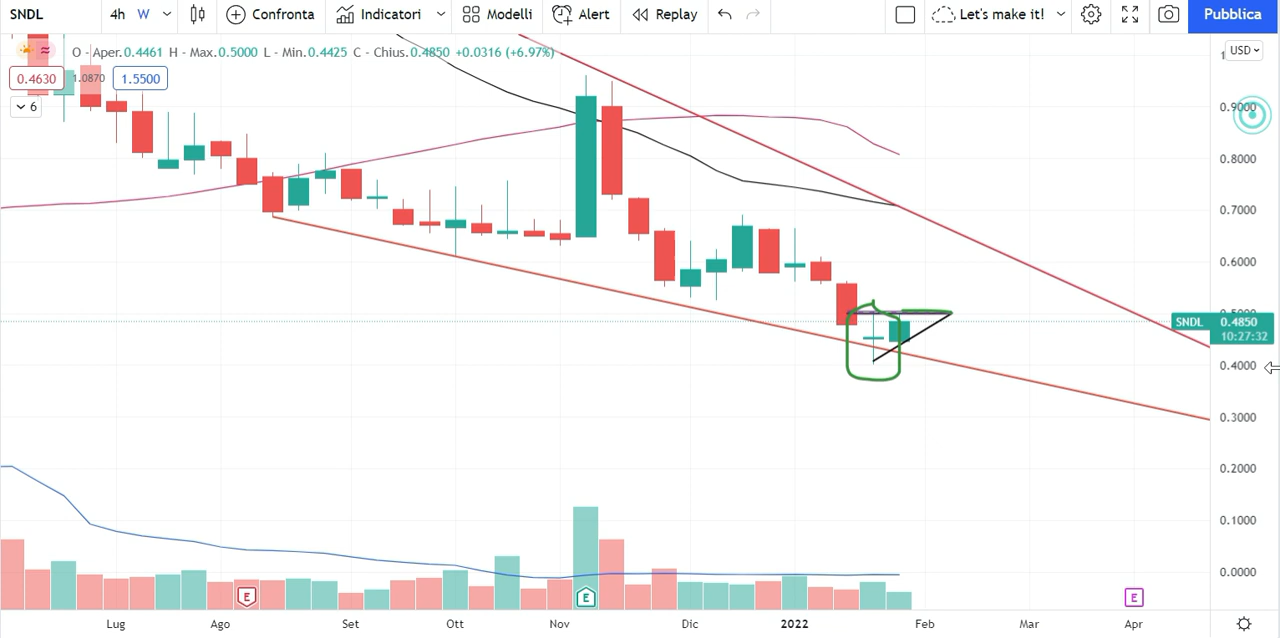 SNDL 4h W Confronta Indicatori Modelli Alert Replay Let's make it! Pubblica
O - Aper.0.4461 H - Max.0.5000 L - Min.0.4425 C - Chius.0.4850 +0.0316 (+6.97%)
USD
0.4630 1.0870 1.5500
6
0.9000
0.8000
0.7000
0.6000
SNDL 0.4850
10:27:32
0.4000
0.3000
0.2000
0.1000
0.0000
E E E
Lug Ago Set Ott Nov Dic 2022 Feb Mar Apr